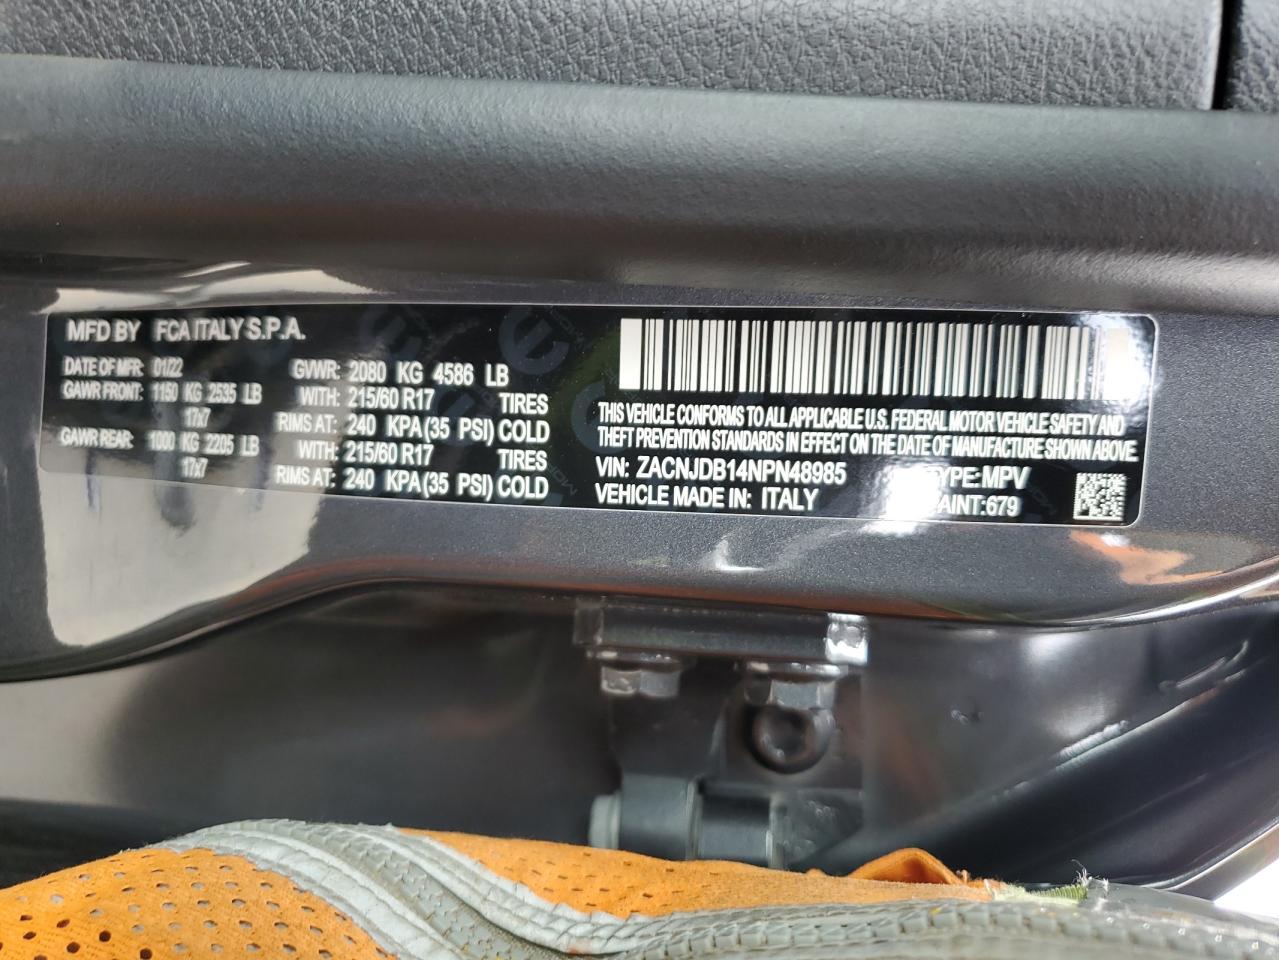 MFD BY FCA ITALY S.P.A.
DATE OF MFR: 01/22 GVWR: 2080 KG 4586 LB
GAWR FRONT: 1150 KG 2535 LB WITH: 215/60 R17 TIRES
17x7 RIMS AT: 240 KPA(35 PSI) COLD
GAWR REAR: 1000 KG 2205 LB WITH: 215/60 R17 TIRES
17x7 RIMS AT: 240 KPA(35 PSI) COLD
THIS VEHICLE CONFORMS TO ALL APPLICABLE U.S. FEDERAL MOTOR VEHICLE SAFETY AND
THEFT PREVENTION STANDARDS IN EFFECT ON THE DATE OF MANUFACTURE SHOWN ABOVE
VIN: ZACNJDB14NPN48985 TYPE:MPV
VEHICLE MADE IN: ITALY PAINT:679